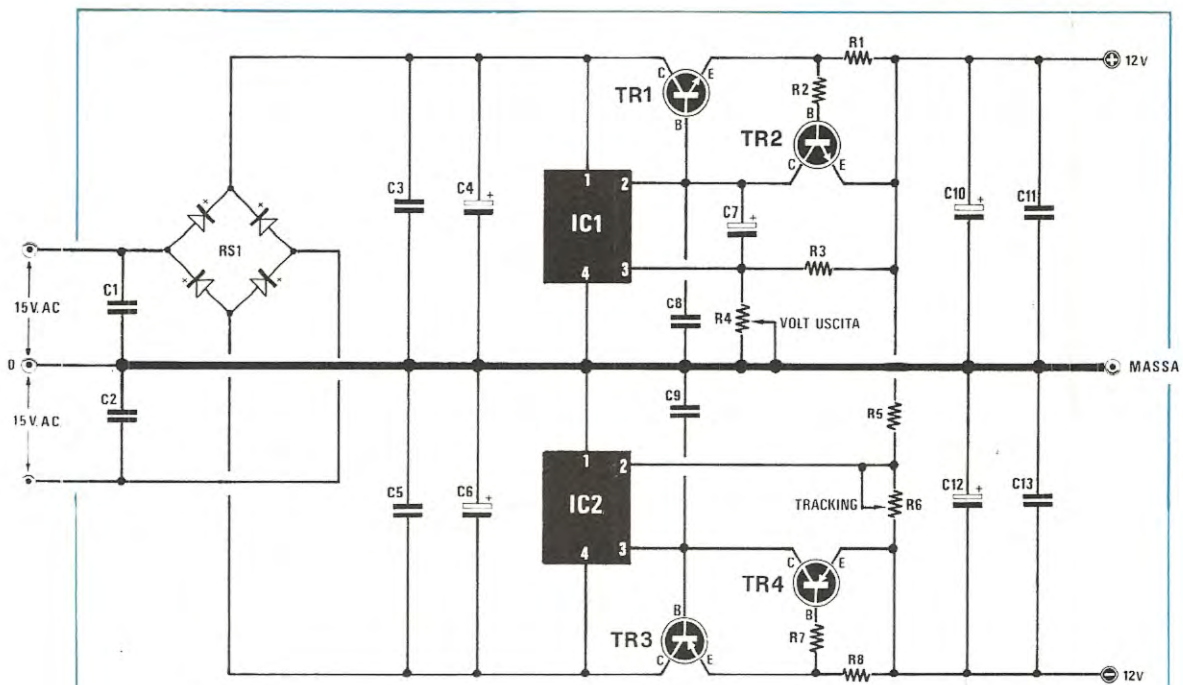 R1
12V
C
E
R2
TR1
B
B
TR2
C
E
1
2
C3
C4
+
C7
+
C10
+
C11
IC1
RS1
R3
3
4
C1
15V. AC
C8
R4
VOLT USCITA
0
MASSA
C2
C9
R5
15V. AC
1
2
C5
C6
+
IC2
TRACKING
R6
C12
+
C13
3
4
C
E
TR4
B
B
TR3
R7
C
E
R8
12V